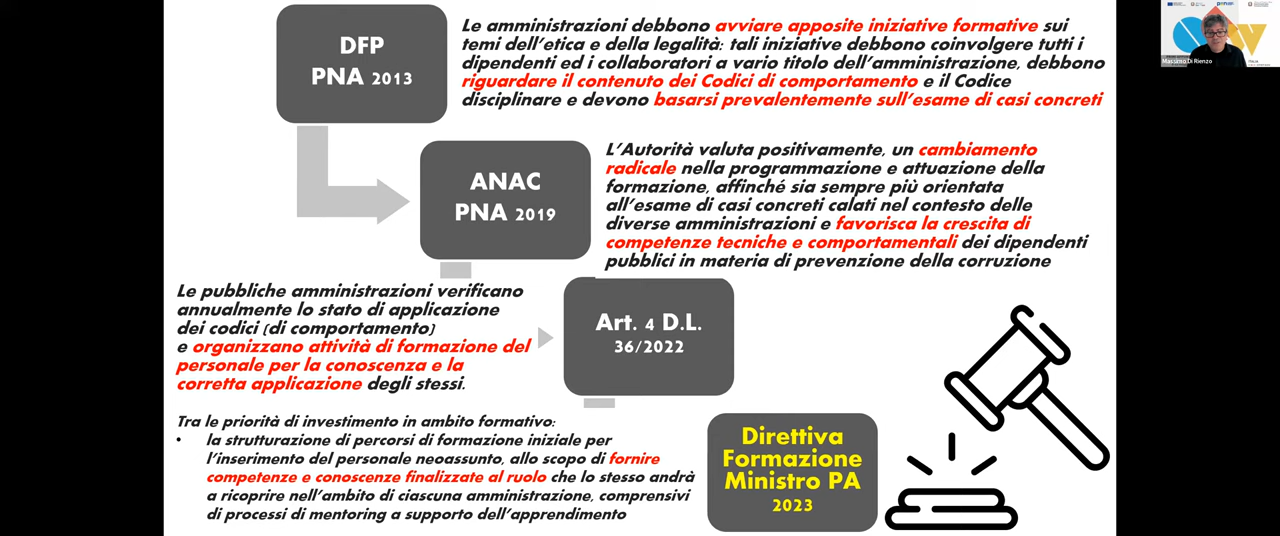 DFP
PNA 2013
Le amministrazioni debbono avviare apposite iniziative formative sui
temi dell'etica e della legalità: tali iniziative debbono coinvolgere tutti i
dipendenti ed i collaboratori a vario titolo dell'amministrazione, debbono
riguardare il contenuto dei Codici di comportamento e il Codice
disciplinare e devono basarsi prevalentemente sull'esame di casi concreti
Massimo Di Rienzo
ANAC
PNA 2019
L'Autorità valuta positivamente, un cambiamento
radicale nella programmazione e attuazione della
formazione, affinché sia sempre più orientata
all'esame di casi concreti calati nel contesto delle
diverse amministrazioni e favorisca la crescita di
competenze tecniche e comportamentali dei dipendenti
pubblici in materia di prevenzione della corruzione
Le pubbliche amministrazioni verificano
annualmente lo stato di applicazione
dei codici (di comportamento)
e organizzano attività di formazione del
personale per la conoscenza e la
corretta applicazione degli stessi.
Art. 4 D.L.
36/2022
Tra le priorità di investimento in ambito formativo:
• la strutturazione di percorsi di formazione iniziale per
l'inserimento del personale neoassunto, allo scopo di fornire
competenze e conoscenze finalizzate al ruolo che lo stesso andrà
a ricoprire nell'ambito di ciascuna amministrazione, comprensivi
di processi di mentoring a supporto dell'apprendimento
Direttiva
Formazione
Ministro PA
2023